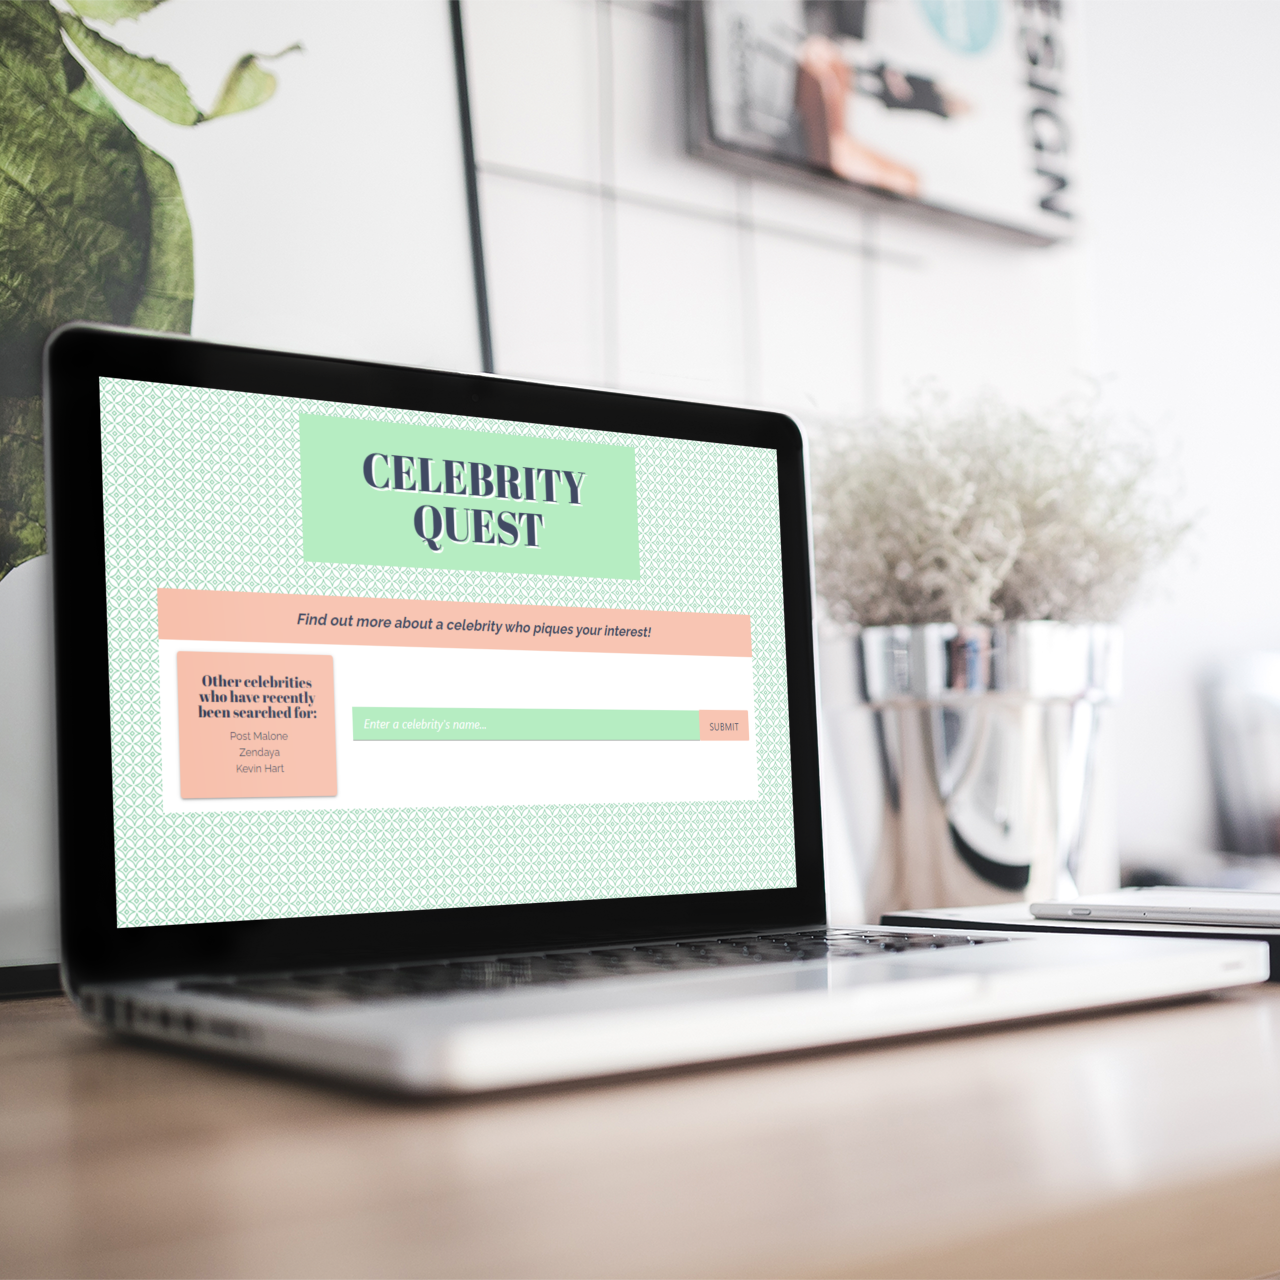 ESIGN
CELEBRITY
QUEST
Find out more about a celebrity who piques your interest!
Other celebrities
who have recently
been searched for:
Post Malone
Zendaya
Kevin Hart
Enter a celebrity's name...
SUBMIT